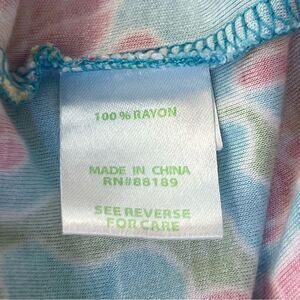 100% RAYON
MADE IN CHINA
RN#88189
SEE REVERSE
FOR CARE